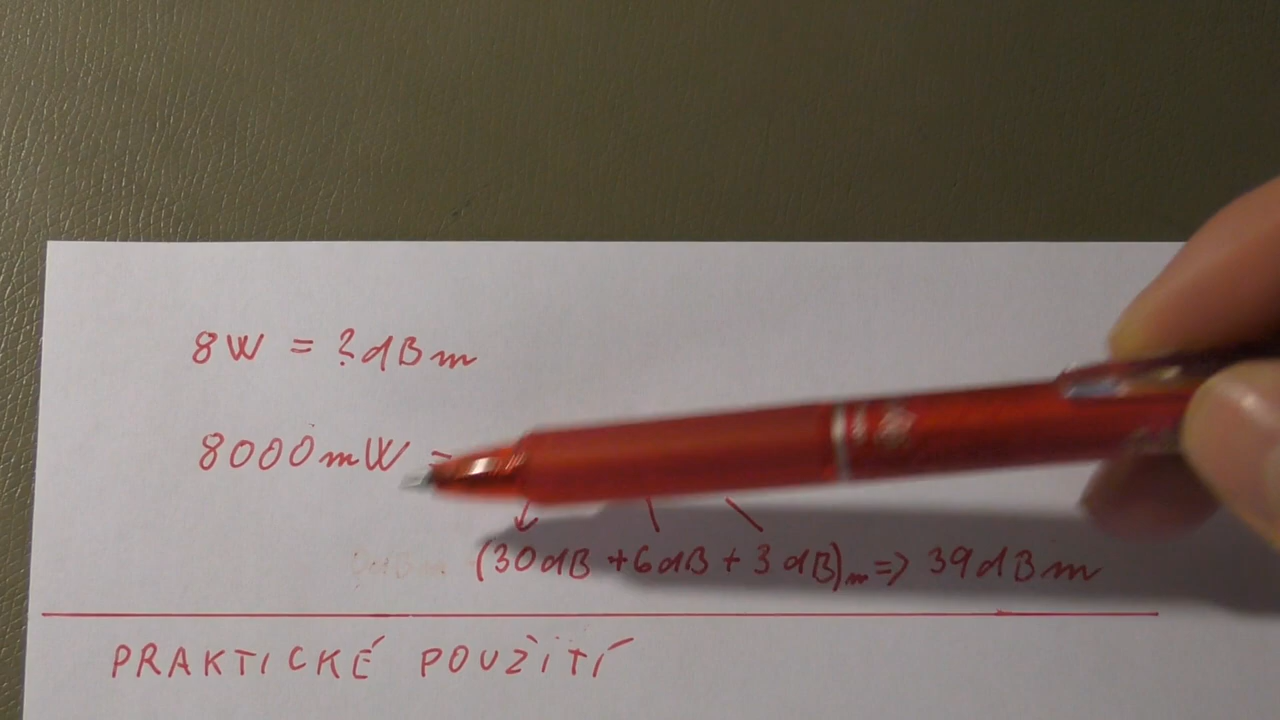 8W = ?dBm
8000mW =
(30dB + 6dB + 3dB)m => 39dBm
PRAKTICKÉ POUŽITÍ